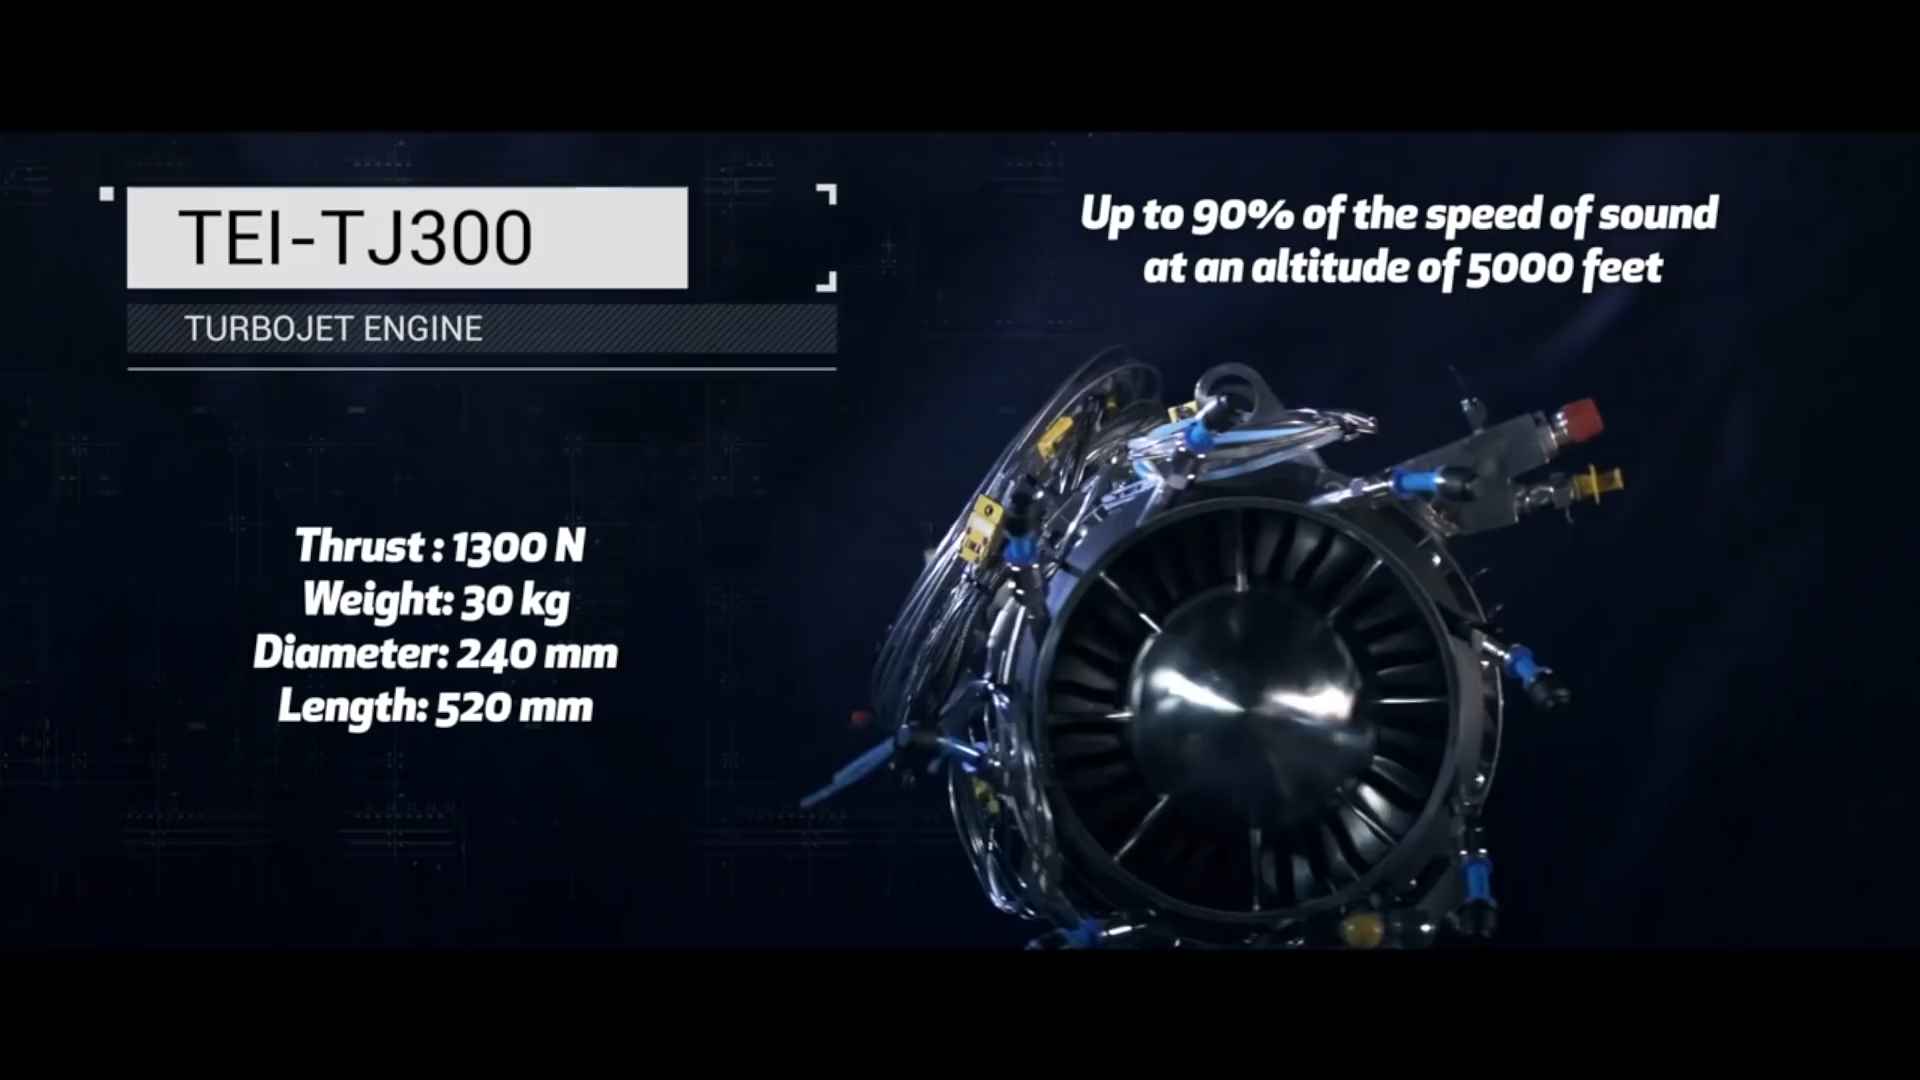 TEI-TJ300
TURBOJET ENGINE
Up to 90% of the speed of sound
at an altitude of 5000 feet
Thrust : 1300 N
Weight: 30 kg
Diameter: 240 mm
Length: 520 mm